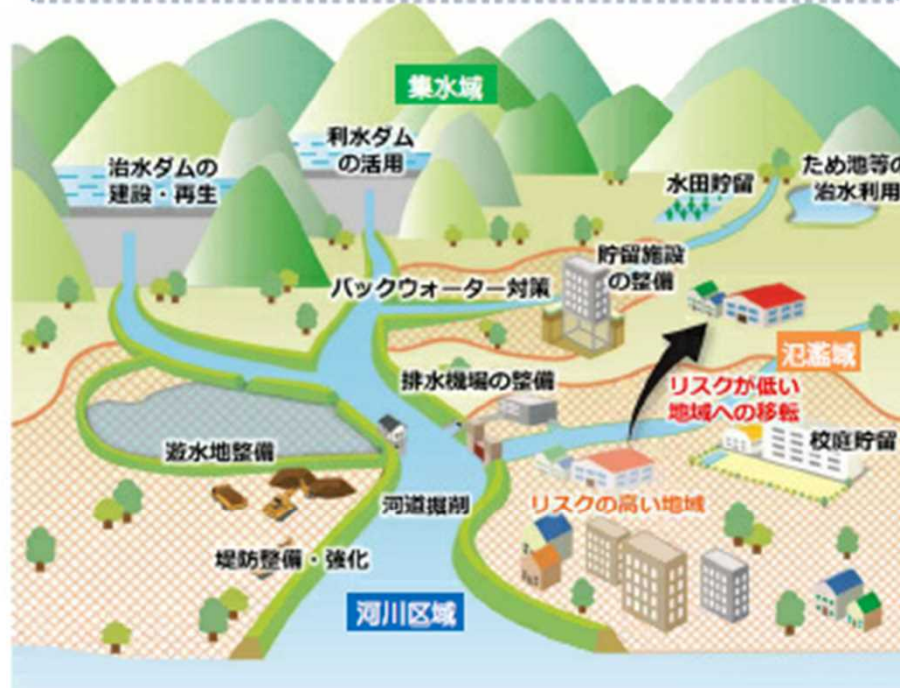 集水域
利水ダム
の活用
治水ダムの
建設・再生
水田貯留
ため池等の
治水利用
貯留施設
の整備
バックウォーター対策
氾濫域
排水機場の整備
リスクが低い
地域への移転
校庭貯留
遊水地整備
河道掘削
リスクの高い地域
堤防整備・強化
河川区域